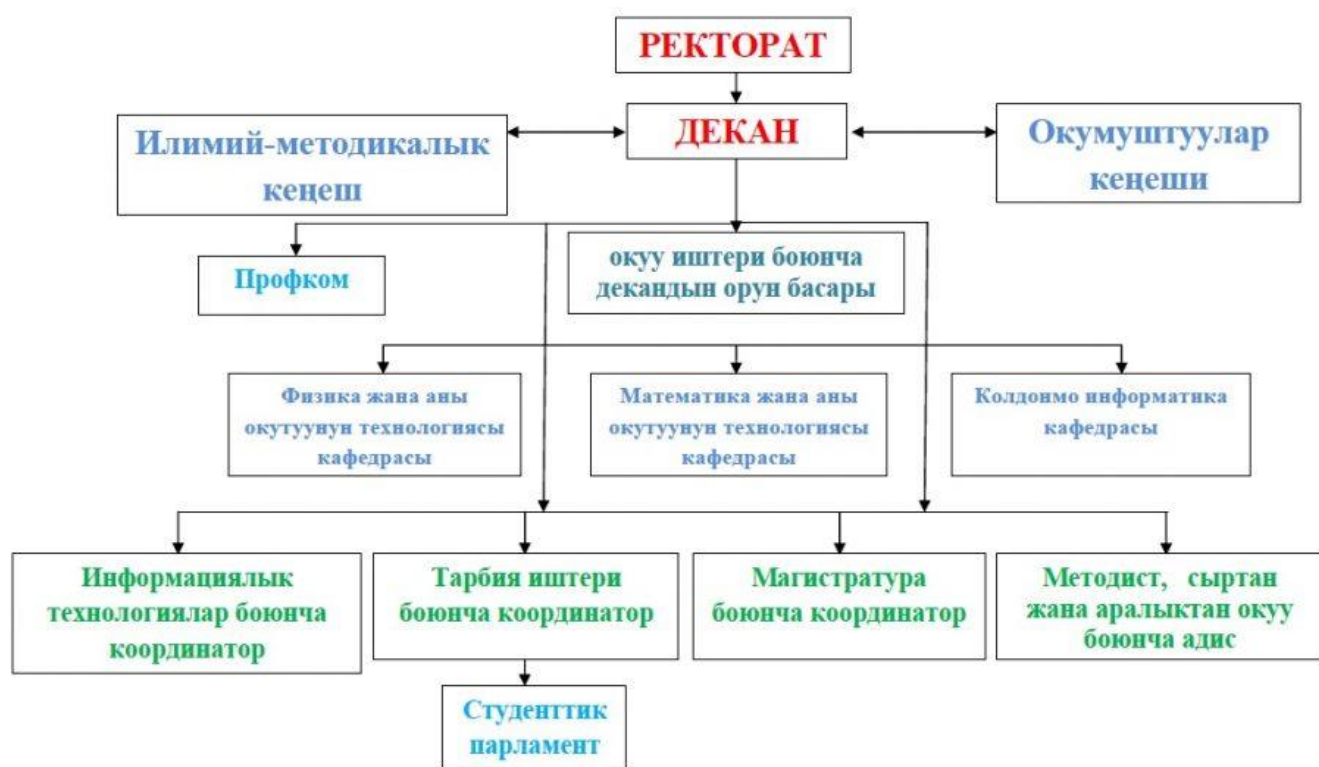 РЕКТОРАТ
Илимий-методикалык
кеңеш
ДЕКАН
Окумуштуулар
кеңеши
Профком
окуу иштери боюнча
декандын орун басары
Физика жана аны
окутуунун технологиясы
кафедрасы
Математика жана аны
окутуунун технологиясы
кафедрасы
Колдонмо информатика
кафедрасы
Информациялык
технологиялар боюнча
координатор
Тарбия иштери
боюнча координатор
Магистратура
боюнча координатор
Методист, сыртан
жана аралыктан окуу
боюнча адис
Студенттик
парламент